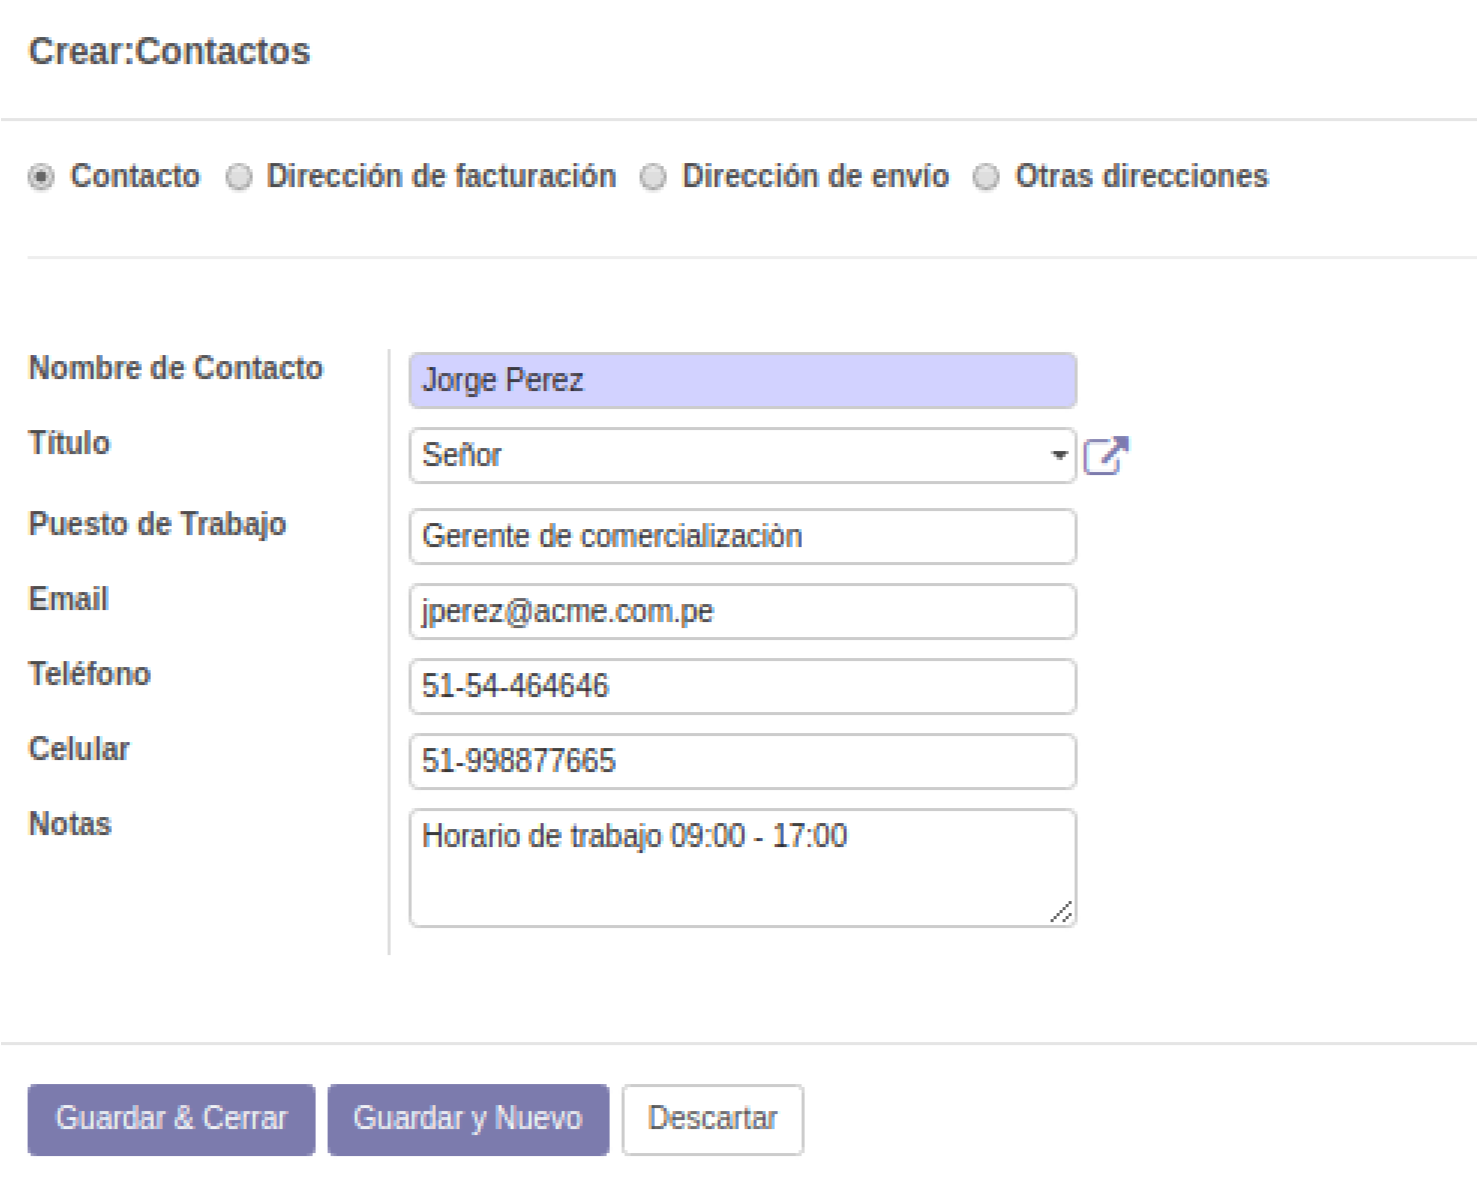 Crear:Contactos
Contacto Dirección de facturación Dirección de envío Otras direcciones
Nombre de Contacto Jorge Perez
Título Señor
Puesto de Trabajo Gerente de comercializaciòn
Email jperez@acme.com.pe
Teléfono 51-54-464646
Celular 51-998877665
Notas Horario de trabajo 09:00 - 17:00
Guardar & Cerrar Guardar y Nuevo Descartar